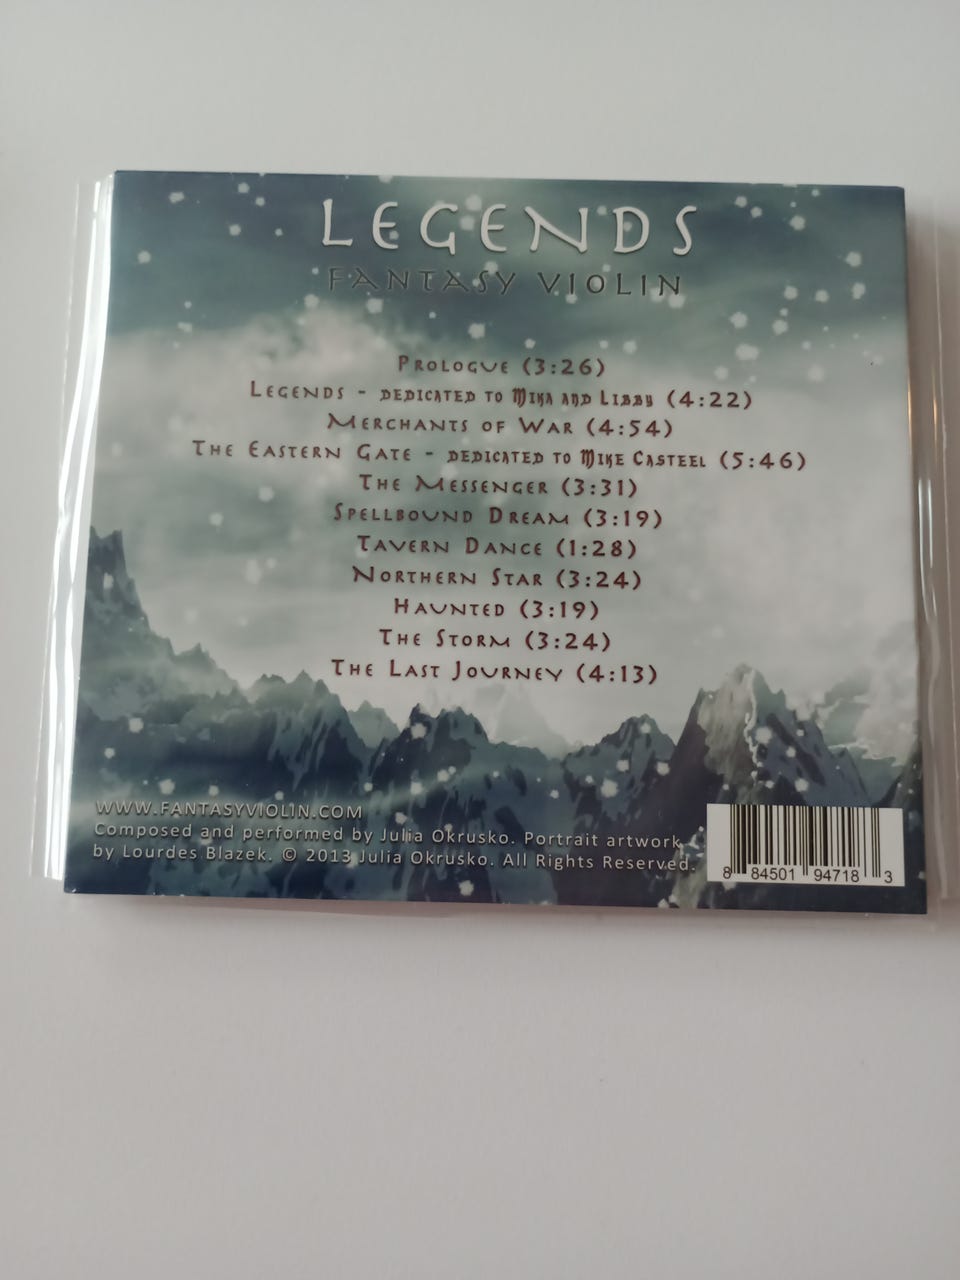 LEGENDS
FANTASY VIOLIN
PROLOGUE (3:26)
LEGENDS - DEDICATED TO MIKA AND LIBBY (4:22)
MERCHANTS OF WAR (4:54)
THE EASTERN GATE - DEDICATED TO MIKE CASTEEL (5:46)
THE MESSENGER (3:31)
SPELLBOUND DREAM (3:19)
TAVERN DANCE (1:28)
NORTHERN STAR (3:24)
HAUNTED (3:19)
THE STORM (3:24)
THE LAST JOURNEY (4:13)
WWW.FANTASYVIOLIN.COM
Composed and performed by Julia Okrusko. Portrait artwork
by Lourdes Blazek. © 2013 Julia Okrusko. All Rights Reserved.
8 84501 94718 3